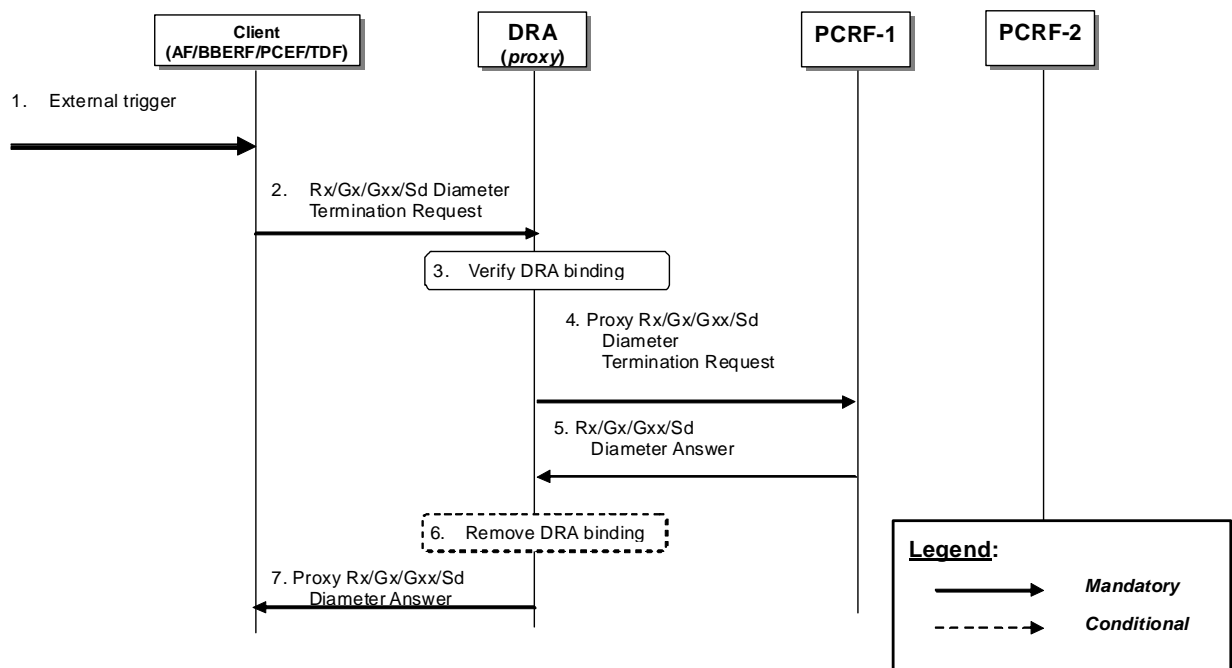 Client
(AF/BBERF/PCEF/TDF)
DRA
(proxy)
PCRF-1
PCRF-2
1. External trigger
2. Rx/Gx/Gxx/Sd Diameter
Termination Request
3. Verify DRA binding
4. Proxy Rx/Gx/Gxx/Sd
Diameter
Termination Request
5. Rx/Gx/Gxx/Sd
Diameter Answer
6. Remove DRA binding
7. Proxy Rx/Gx/Gxx/Sd
Diameter Answer
Legend:
Mandatory
Conditional